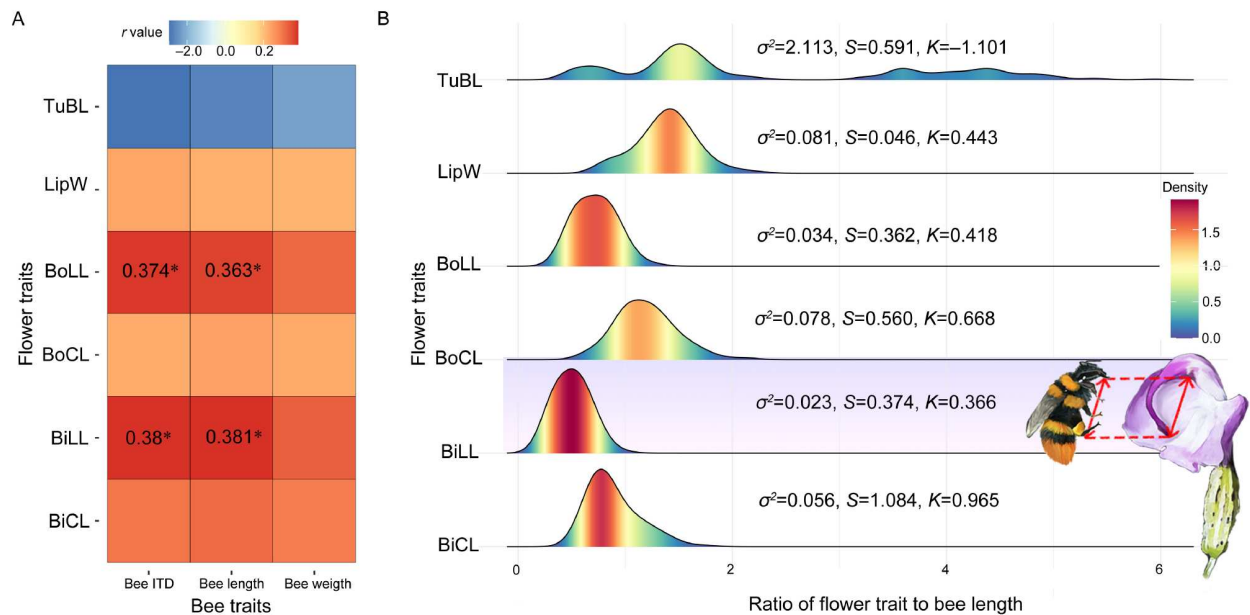 A
r value
−2.0 0.0 0.2
Flower traits
TuBL
LipW
BoLL
BoCL
BiLL
BiCL
0.374* 0.363*
0.38* 0.381*
Bee ITD Bee length Bee weigth
Bee traits
B
Flower traits
TuBL
σ²=2.113, S=0.591, K=–1.101
LipW
σ²=0.081, S=0.046, K=0.443
BoLL
σ²=0.034, S=0.362, K=0.418
BoCL
σ²=0.078, S=0.560, K=0.668
BiLL
σ²=0.023, S=0.374, K=0.366
BiCL
σ²=0.056, S=1.084, K=0.965
0 2 4 6
Ratio of flower trait to bee length
Density
1.5
1.0
0.5
0.0